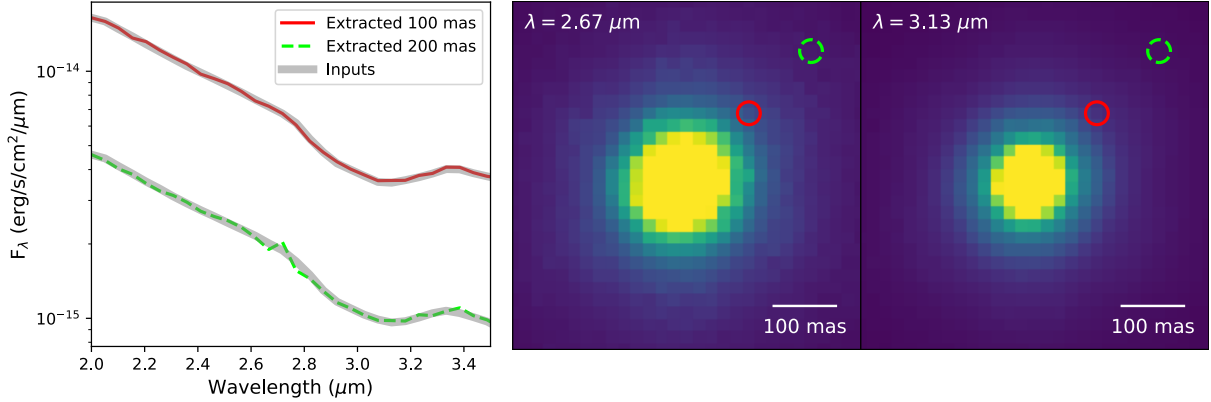 Extracted 100 mas
Extracted 200 mas
Inputs
10⁻¹⁴
10⁻¹⁵
F_λ (erg/s/cm²/μm)
2.0 2.2 2.4 2.6 2.8 3.0 3.2 3.4
Wavelength (μm)
λ = 2.67 μm
100 mas
λ = 3.13 μm
100 mas